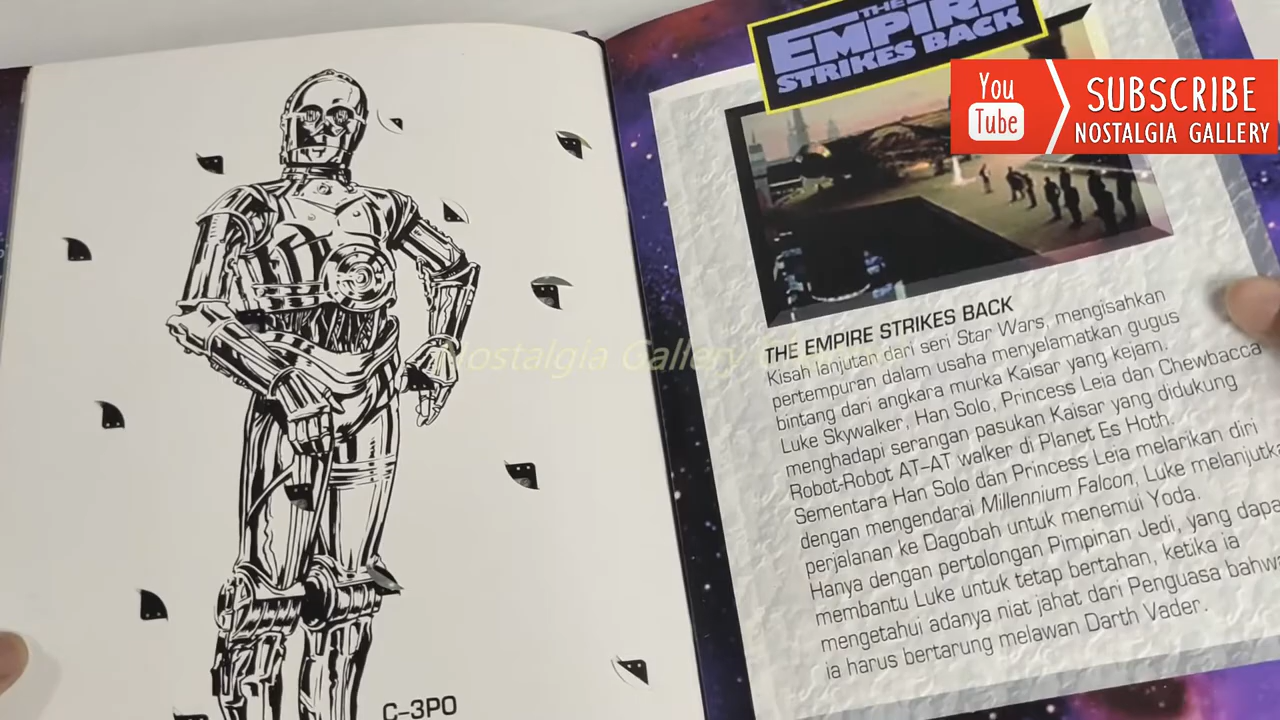 C-3PO
THE
EMPIRE
STRIKES BACK
You
Tube
SUBSCRIBE
NOSTALGIA GALLERY
Nostalgia Gallery
THE EMPIRE STRIKES BACK
Kisah lanjutan dari seri Star Wars, mengisahkan
pertempuran dalam usaha menyelamatkan gugus
bintang dari angkara murka Kaisar yang kejam.
Luke Skywalker, Han Solo, Princess Leia dan Chewbacca
menghadapi serangan pasukan Kaisar yang didukung
Robot-Robot AT-AT walker di Planet Es Hoth.
Sementara Han Solo dan Princess Leia melarikan diri
dengan mengendarai Millennium Falcon, Luke melanjutka
perjalanan ke Dagobah untuk menemui Yoda.
Hanya dengan pertolongan Pimpinan Jedi, yang dapa
membantu Luke untuk tetap bertahan, ketika ia
mengetahui adanya niat jahat dari Penguasa bahwa
ia harus bertarung melawan Darth Vader.